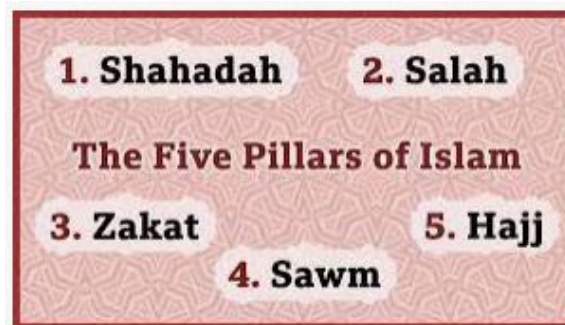 1. Shahadah
2. Salah
The Five Pillars of Islam
3. Zakat
4. Sawm
5. Hajj